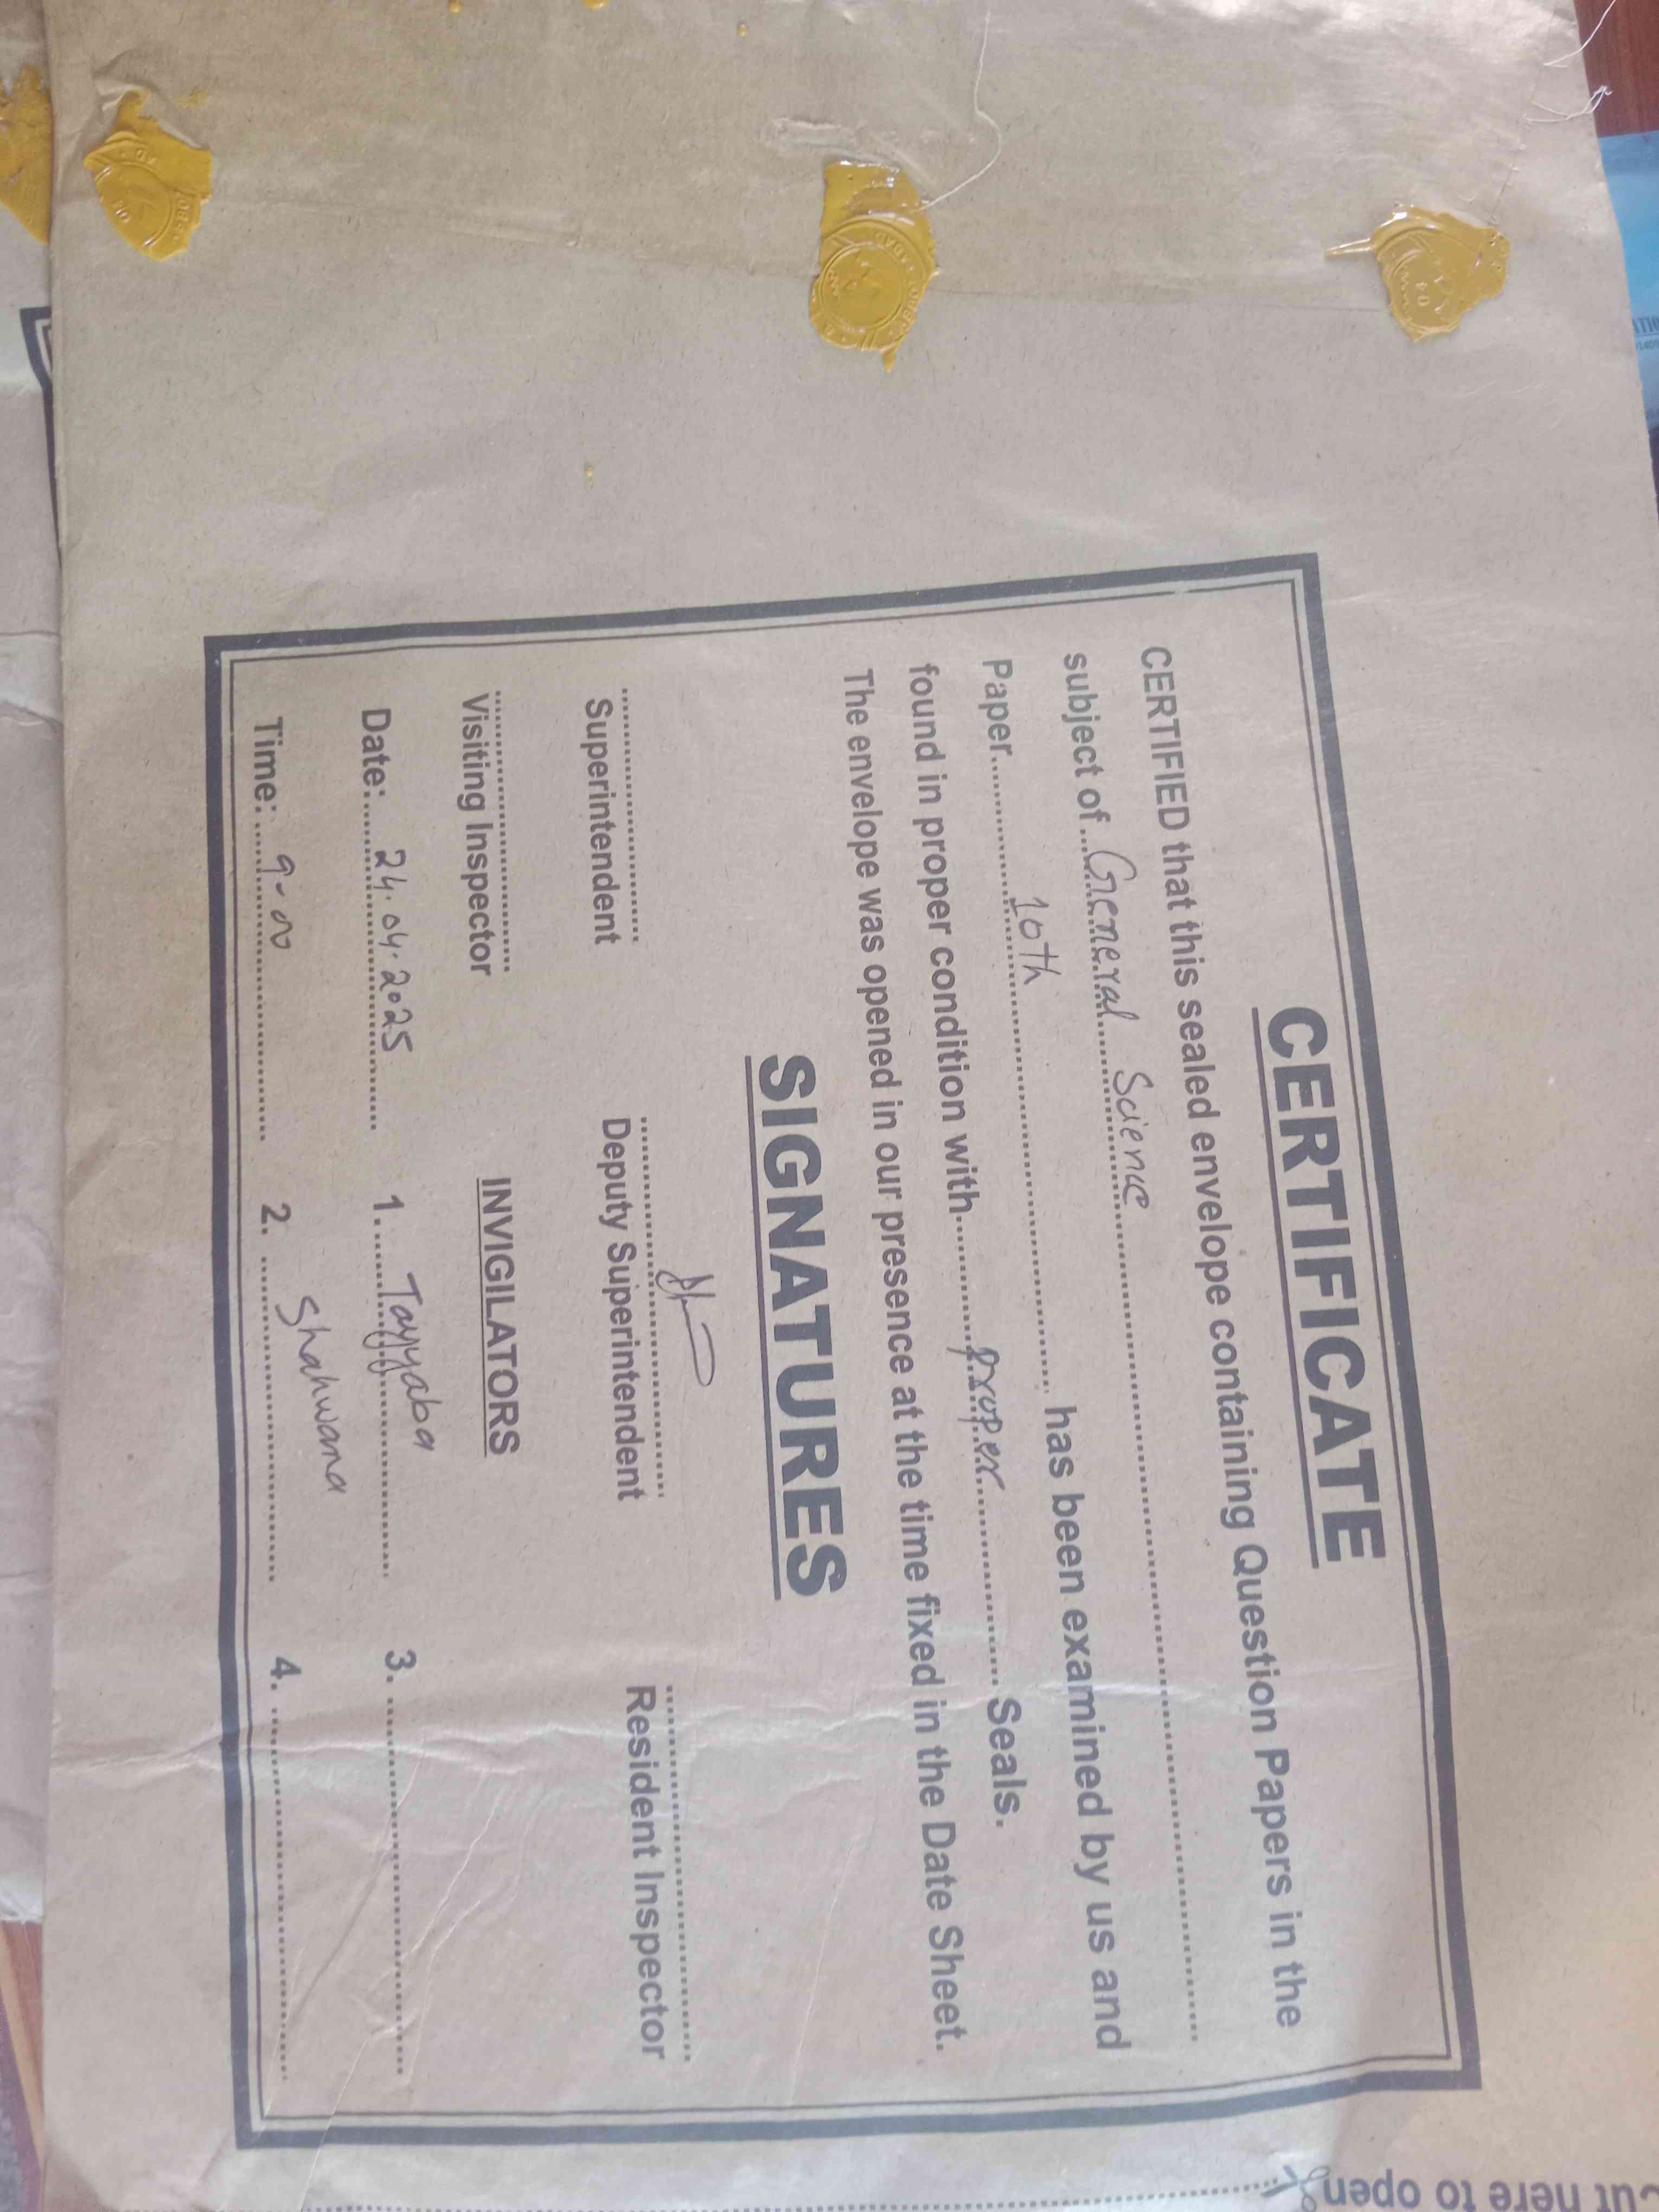 CERTIFICATE
CERTIFIED that this sealed envelope containing Question Papers in the
subject of General Science
Paper 10th has been examined by us and
found in proper condition with proper Seals.
The envelope was opened in our presence at the time fixed in the Date Sheet.
SIGNATURES
Superintendent Deputy Superintendent Resident Inspector
Visiting Inspector INVIGILATORS
Date: 24.04.2025 1. Tayyaba 3.
Time: 9-00 2. Shahwana 4.
here to open